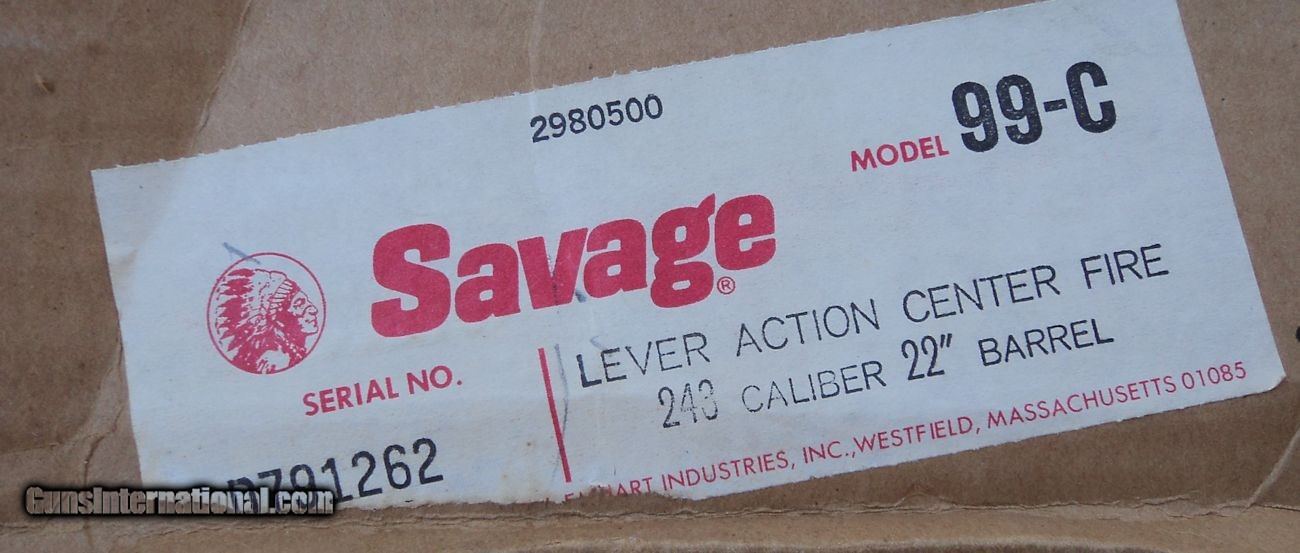 2980500
MODEL 99-C
Savage®
SERIAL NO.
LEVER ACTION CENTER FIRE
243 CALIBER 22" BARREL
INDUSTRIES, INC., WESTFIELD, MASSACHUSETTS 01085
GunsInternational.com